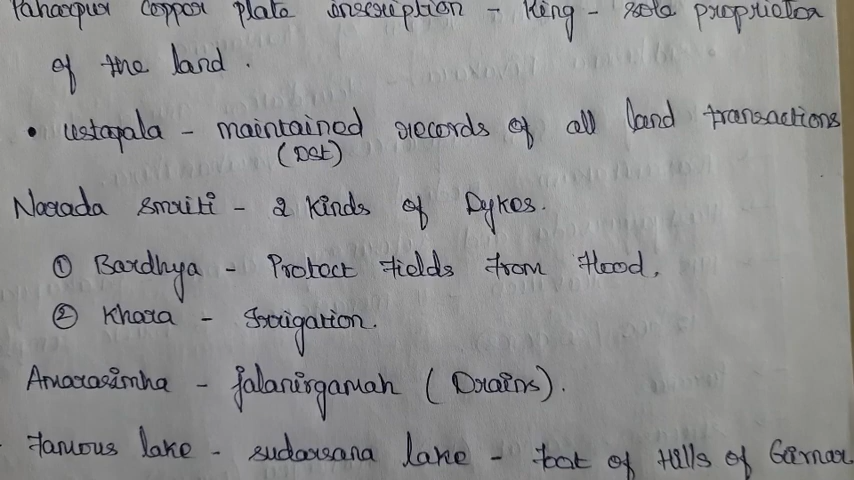 Paharpur Copper plate inscription - King - sole proprietor
of the land.
• Ustapala - maintained records of all land transactions
(Dst)
Narada Smriti - 2 kinds of Dykes.
① Bardhya - Protect Fields From flood.
② Khara - Irrigation.
Amarasimha - Jalanirgamah (Drains).
Famous lake - Sudarsana lake - foot of Hills of Girnar